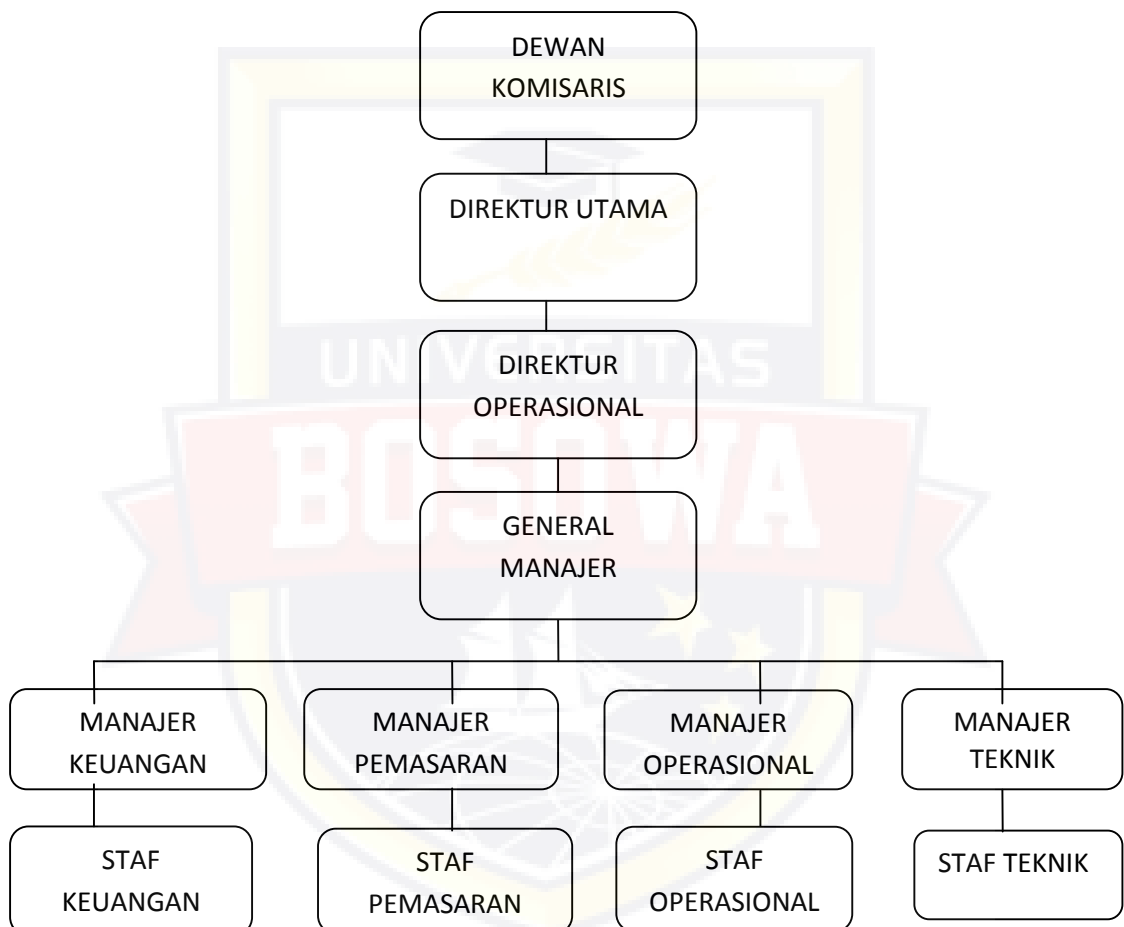 DEWAN
KOMISARIS
DIREKTUR UTAMA
UNIVERSITAS
DIREKTUR
OPERASIONAL
BOSOWA
GENERAL
MANAJER
MANAJER
KEUANGAN
MANAJER
PEMASARAN
MANAJER
OPERASIONAL
MANAJER
TEKNIK
STAF
KEUANGAN
STAF
PEMASARAN
STAF
OPERASIONAL
STAF TEKNIK